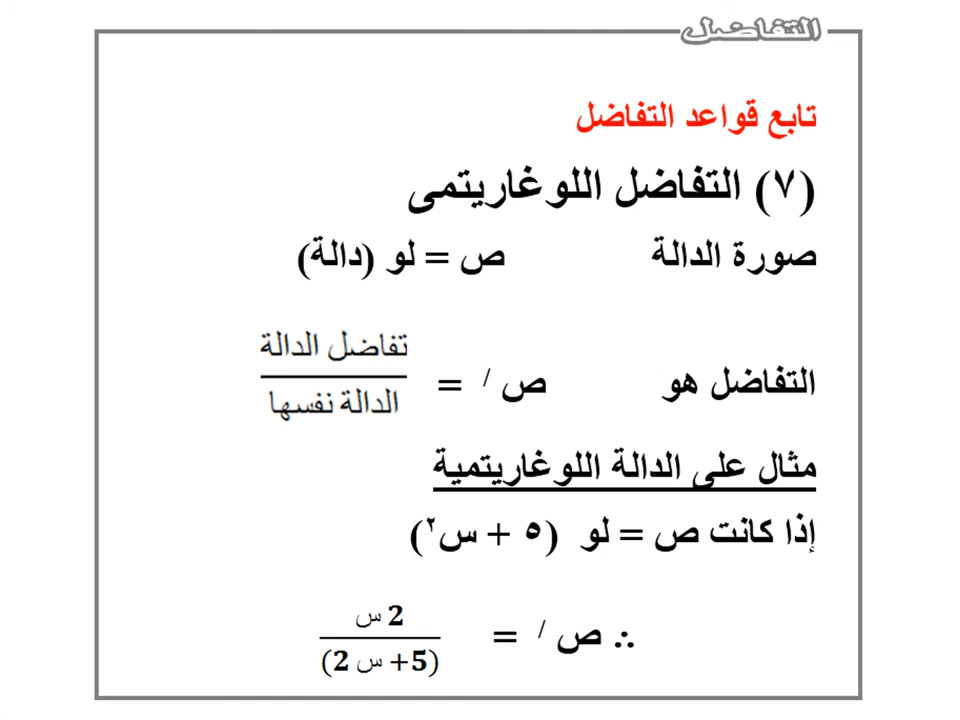 التفاضل
تابع قواعد التفاضل
(٧) التفاضل اللوغاريتمى
صورة الدالة ص = لو (دالة)
تفاضل الدالة
التفاضل هو ص / =
الدالة نفسها
مثال على الدالة اللوغاريتمية
إذا كانت ص = لو (٥ + س٢)
2 س
∴ ص / =
(5+ س 2)